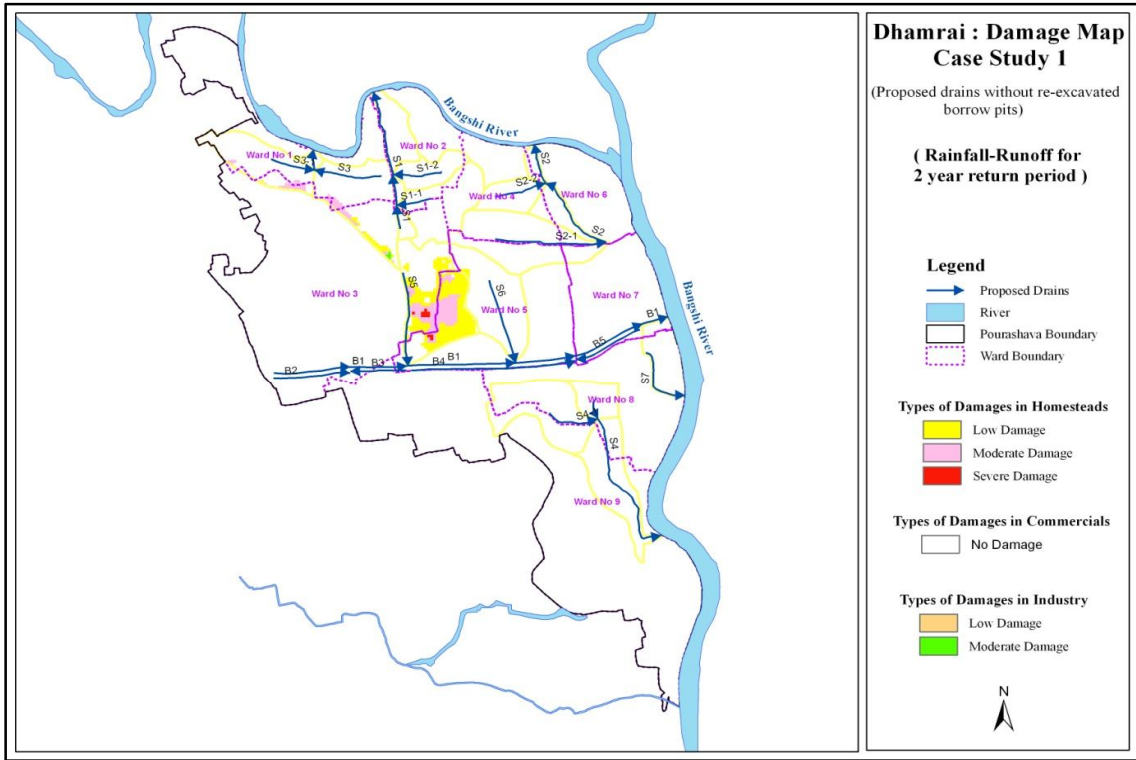 Dhamrai : Damage Map
Case Study 1
(Proposed drains without re-excavated
borrow pits)
( Rainfall-Runoff for
2 year return period )
Legend
Proposed Drains
River
Pourashava Boundary
Ward Boundary
Types of Damages in Homesteads
Low Damage
Moderate Damage
Severe Damage
Types of Damages in Commercials
No Damage
Types of Damages in Industry
Low Damage
Moderate Damage
N
Bangshi River
Bangshi River
Ward No 1
Ward No 2
Ward No 3
Ward No 4
Ward No 5
Ward No 6
Ward No 7
Ward No 8
Ward No 9
S3
S1
S1-2
S1-1
S2
S2
S2-1
S5
S6
S7
S4
S4
B1
B1
B1
B2
B3
B4
B5